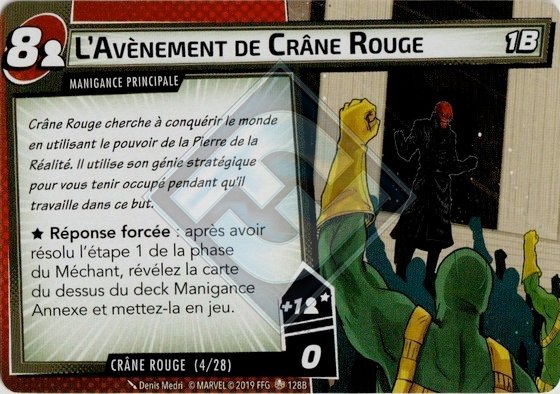 8
L'Avènement de Crâne Rouge
1B
Manigance Principale
Crâne Rouge cherche à conquérir le monde
en utilisant le pouvoir de la Pierre de la
Réalité. Il utilise son génie stratégique
pour vous tenir occupé pendant qu'il
travaille dans ce but.
★ Réponse forcée : après avoir
résolu l'étape 1 de la phase
du Méchant, révélez la carte
du dessus du deck Manigance
Annexe et mettez-la en jeu.
+1★
0
Crâne Rouge (4/28)
Denis Medri © MARVEL © 2019 FFG 128B